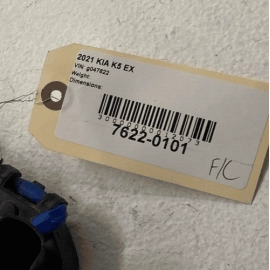 2021 KIA K5 EX
VIN: g047622
Weight:
Dimensions:
7622-0101
F/C